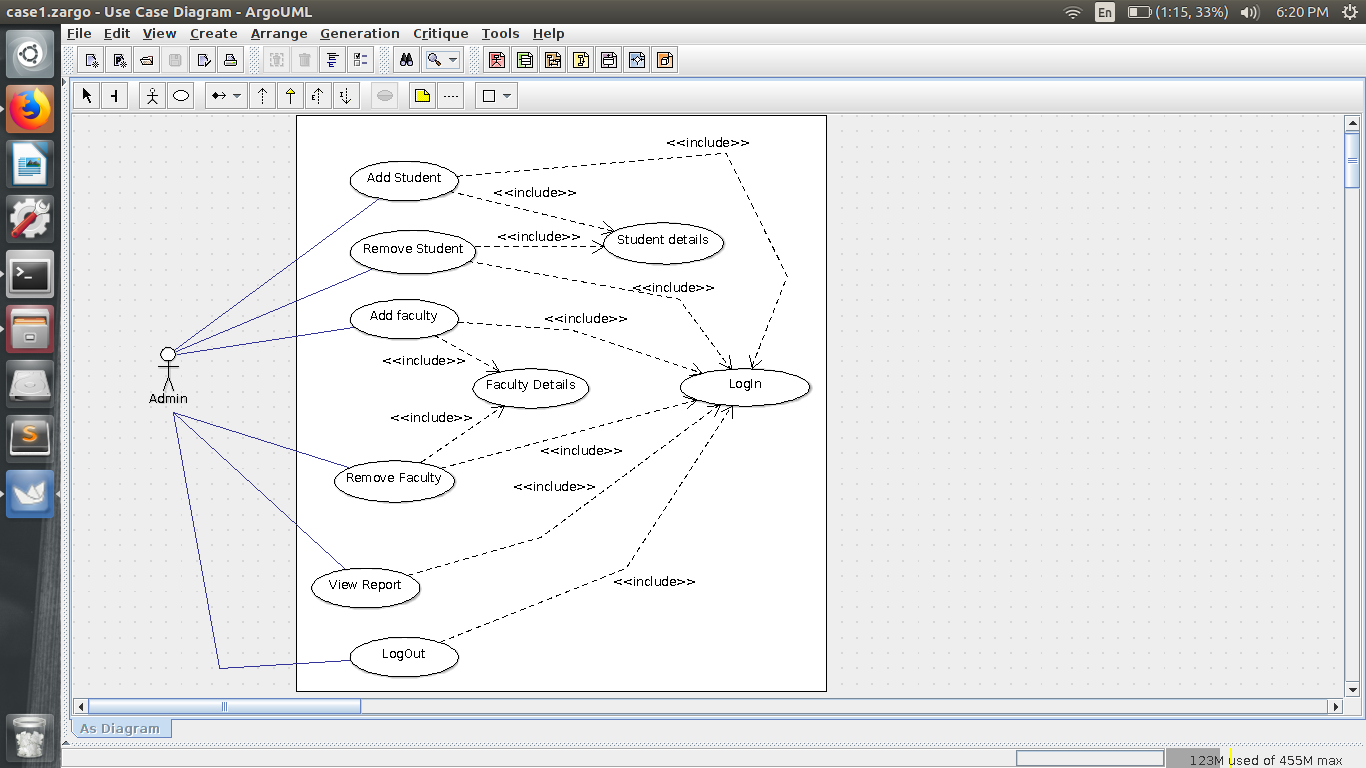 case1.zargo - Use Case Diagram - ArgoUML
En
(1:15, 33%)
6:20 PM
File Edit View Create Arrange Generation Critique Tools Help
<<include>>
Add Student
<<include>>
<<include>>
Student details
Remove Student
<<include>>
Add faculty
<<include>>
<<include>>
Faculty Details
LogIn
Admin
<<include>>
<<include>>
Remove Faculty
<<include>>
View Report
<<include>>
LogOut
As Diagram
123M used of 455M max